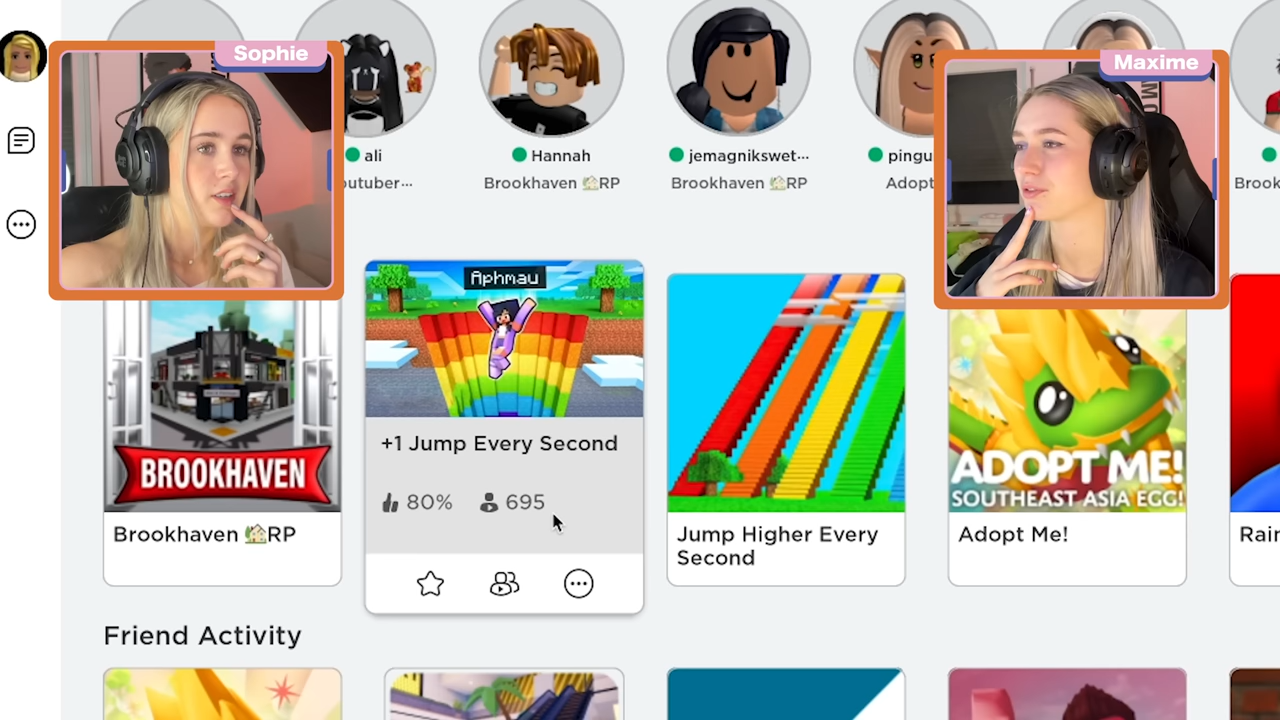 Sophie
Maxime
ali
Hannah
jemagnikswet...
pingu
outuber...
Brookhaven 🏡RP
Brookhaven 🏡RP
Adopt
Brook
Aphmau
+1 Jump Every Second
80%
695
BROOKHAVEN
Brookhaven 🏡RP
Jump Higher Every
Second
ADOPT ME!
SOUTHEAST ASIA EGG!
Adopt Me!
Rain
Friend Activity